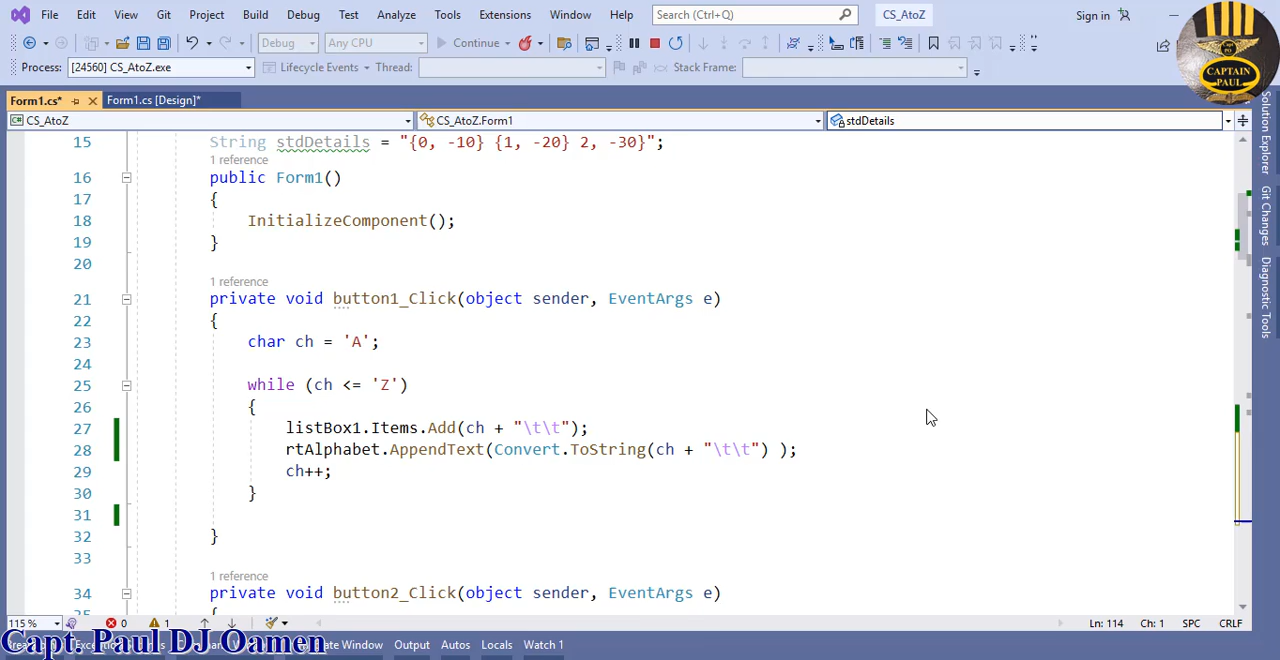 File Edit View Git Project Build Debug Test Analyze Tools Extensions Window Help Search (Ctrl+Q) CS_AtoZ Sign in
Debug Any CPU Continue
Process: [24560] CS_AtoZ.exe Lifecycle Events Thread: Stack Frame:
CAPTAIN PAUL
Form1.cs* Form1.cs [Design]*
CS_AtoZ CS_AtoZ.Form1 stdDetails
15 String stdDetails = "{0, -10} {1, -20} 2, -30}";
1 reference
16 public Form1()
17 {
18 InitializeComponent();
19 }
20
1 reference
21 private void button1_Click(object sender, EventArgs e)
22 {
23 char ch = 'A';
24
25 while (ch <= 'Z')
26 {
27 listBox1.Items.Add(ch + "\t\t");
28 rtAlphabet.AppendText(Convert.ToString(ch + "\t\t") );
29 ch++;
30 }
31
32 }
33
1 reference
34 private void button2_Click(object sender, EventArgs e)
35 {
Solution Explorer
Git Changes
Diagnostic Tools
115 % 0 1 Ln: 114 Ch: 1 SPC CRLF
Capt. Paul DJ Oamen
Window Output Autos Locals Watch 1